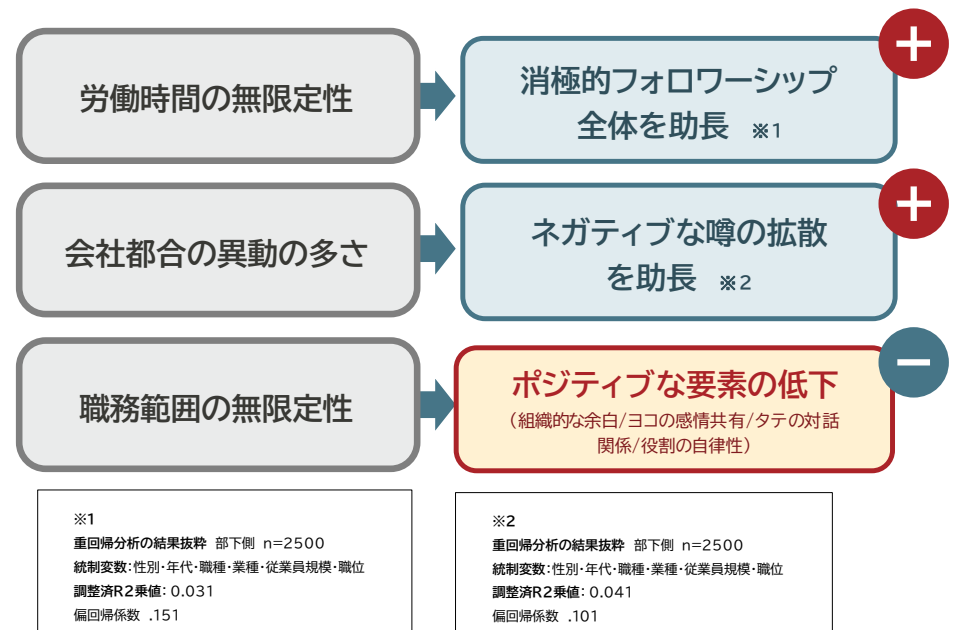 労働時間の無限定性
＋
消極的フォロワーシップ
全体を助長 ※1
会社都合の異動の多さ
＋
ネガティブな噂の拡散
を助長 ※2
職務範囲の無限定性
－
ポジティブな要素の低下
（組織的な余白/ヨコの感情共有/タテの対話
関係/役割の自律性）
※1
重回帰分析の結果抜粋 部下側 n=2500
統制変数：性別・年代・職種・業種・従業員規模・職位
調整済R2乗値：0.031
偏回帰係数 .151
※2
重回帰分析の結果抜粋 部下側 n=2500
統制変数：性別・年代・職種・業種・従業員規模・職位
調整済R2乗値：0.041
偏回帰係数 .101